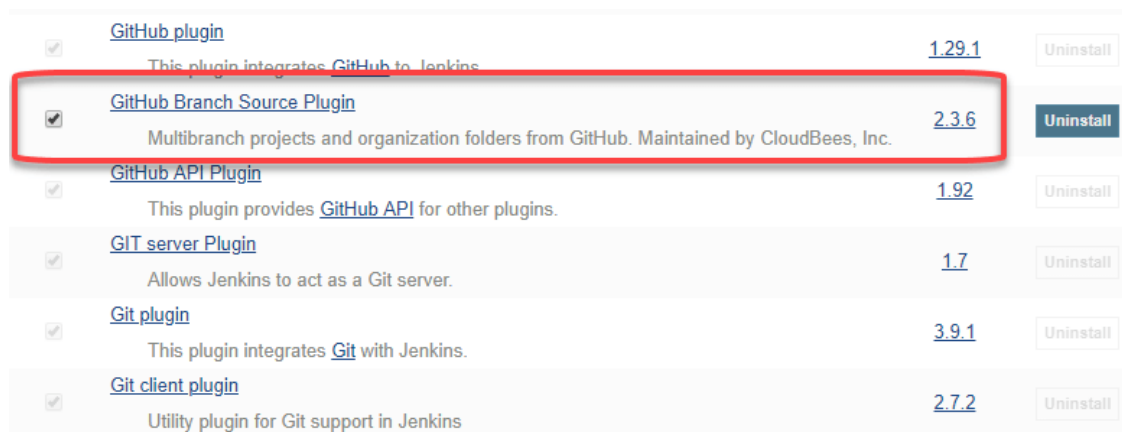 GitHub plugin
This plugin integrates GitHub to Jenkins
1.29.1
Uninstall
GitHub Branch Source Plugin
Multibranch projects and organization folders from GitHub. Maintained by CloudBees, Inc.
2.3.6
Uninstall
GitHub API Plugin
This plugin provides GitHub API for other plugins.
1.92
Uninstall
GIT server Plugin
Allows Jenkins to act as a Git server.
1.7
Uninstall
Git plugin
This plugin integrates Git with Jenkins.
3.9.1
Uninstall
Git client plugin
Utility plugin for Git support in Jenkins
2.7.2
Uninstall